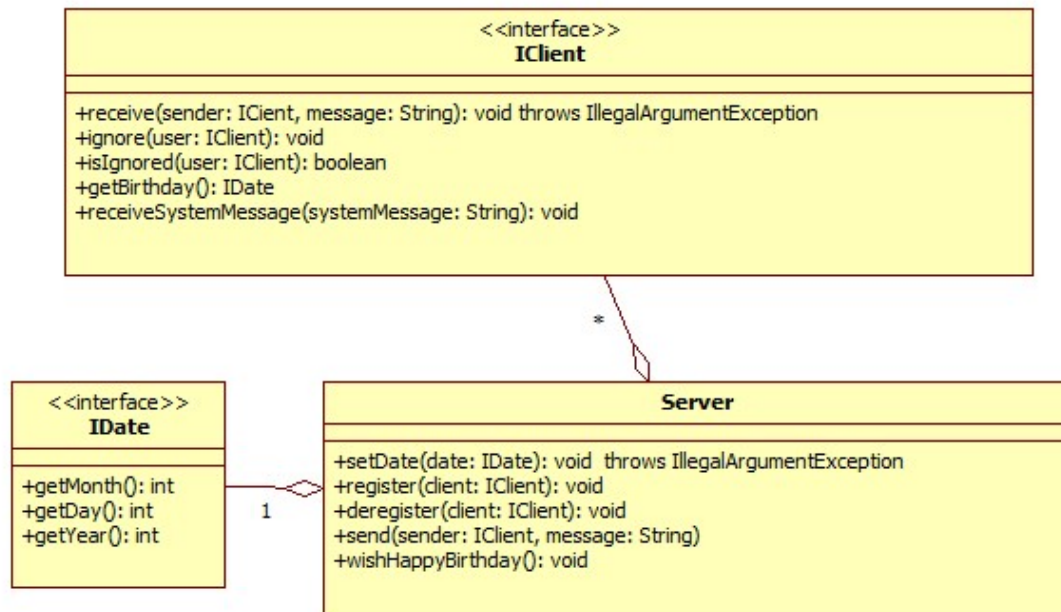 <<interface>>
IClient
+receive(sender: ICient, message: String): void throws IllegalArgumentException
+ignore(user: IClient): void
+isIgnored(user: IClient): boolean
+getBirthday(): IDate
+receiveSystemMessage(systemMessage: String): void
*
<<interface>>
IDate
+getMonth(): int
+getDay(): int
+getYear(): int
1
Server
+setDate(date: IDate): void throws IllegalArgumentException
+register(client: IClient): void
+deregister(client: IClient): void
+send(sender: IClient, message: String)
+wishHappyBirthday(): void